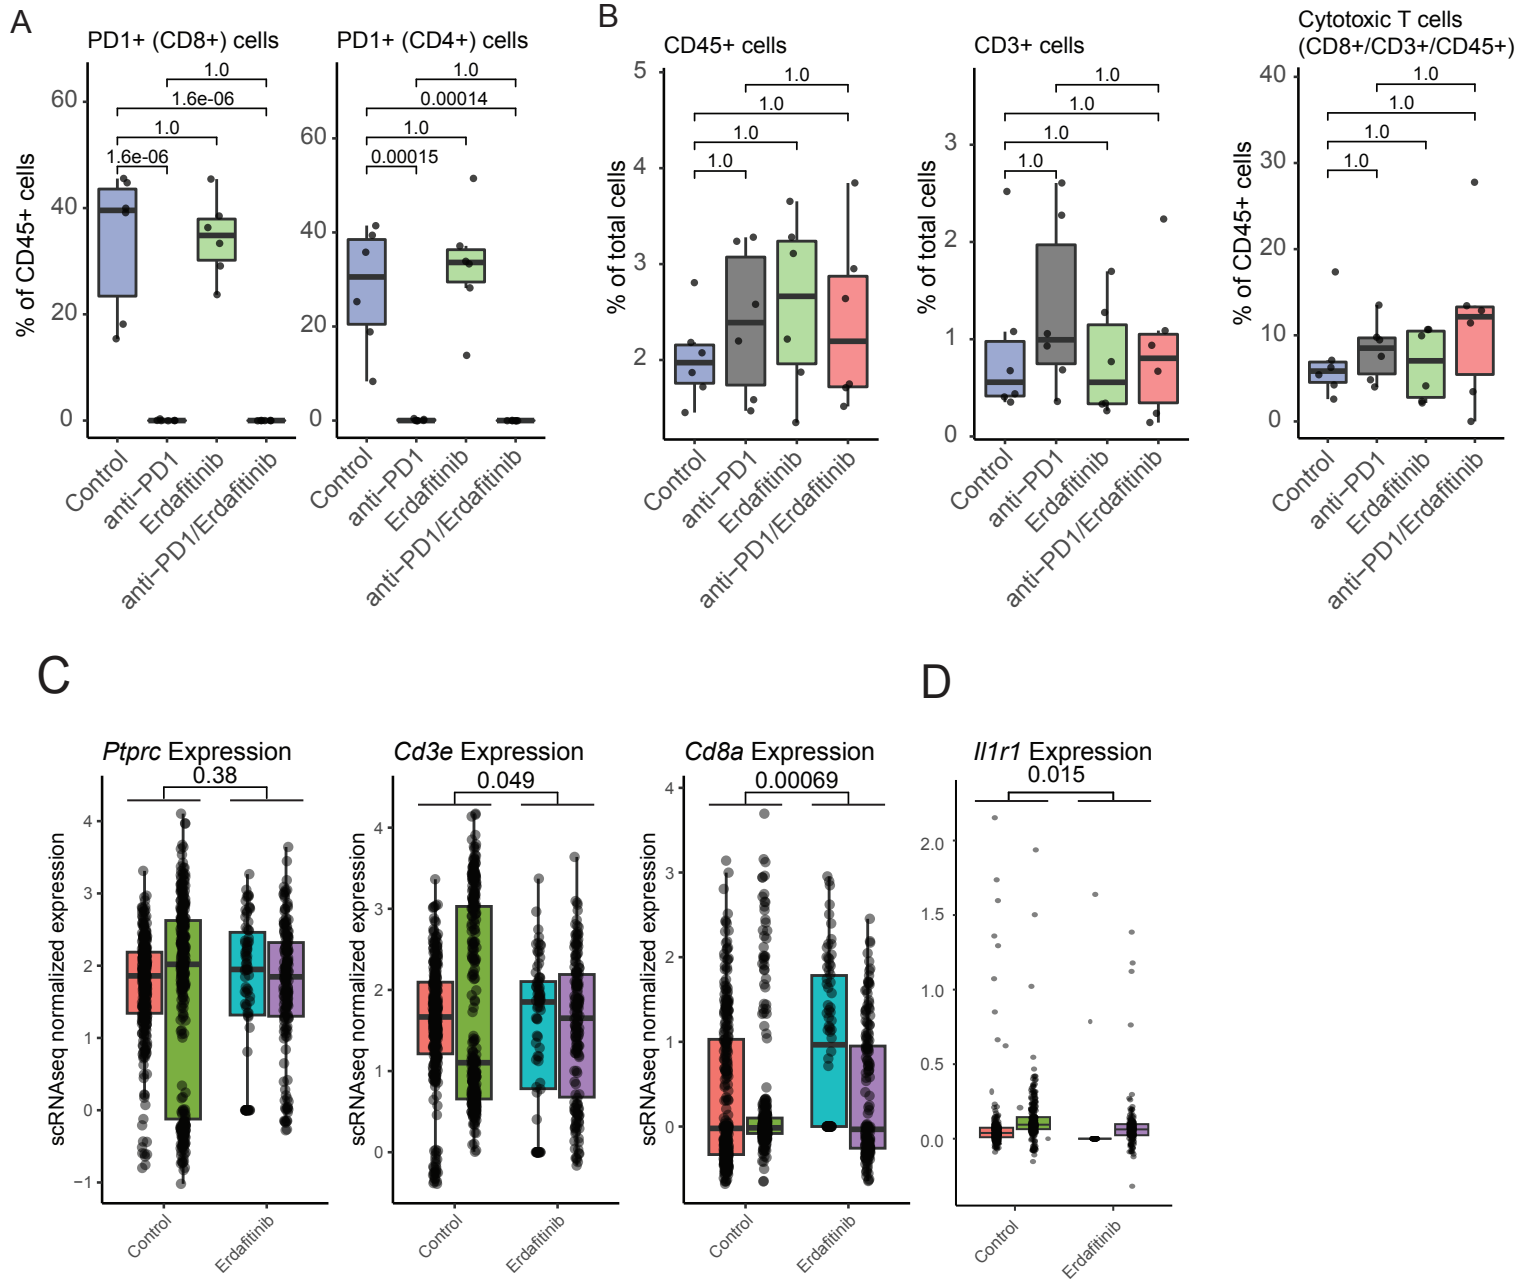 A
PD1+ (CD8+) cells
% of CD45+ cells
60
40
20
0
1.0
1.6e-06
1.0
1.6e-06
Control
anti−PD1
Erdafitinib
anti−PD1/Erdafitinib
PD1+ (CD4+) cells
60
40
20
0
1.0
0.00014
1.0
0.00015
Control
anti−PD1
Erdafitinib
anti−PD1/Erdafitinib
B
CD45+ cells
% of total cells
5
4
3
2
1.0
1.0
1.0
1.0
Control
anti−PD1
Erdafitinib
anti−PD1/Erdafitinib
CD3+ cells
% of total cells
3
2
1
0
1.0
1.0
1.0
1.0
Control
anti−PD1
Erdafitinib
anti−PD1/Erdafitinib
Cytotoxic T cells
(CD8+/CD3+/CD45+)
% of CD45+ cells
40
30
20
10
0
1.0
1.0
1.0
1.0
Control
anti−PD1
Erdafitinib
anti−PD1/Erdafitinib
C
Ptprc Expression
0.38
scRNAseq normalized expression
4
3
2
1
0
−1
Control
Erdafitinib
Cd3e Expression
0.049
scRNAseq normalized expression
4
3
2
1
0
Control
Erdafitinib
Cd8a Expression
0.00069
scRNAseq normalized expression
4
3
2
1
0
Control
Erdafitinib
D
Il1r1 Expression
0.015
2.0
1.5
1.0
0.5
0.0
Control
Erdafitinib